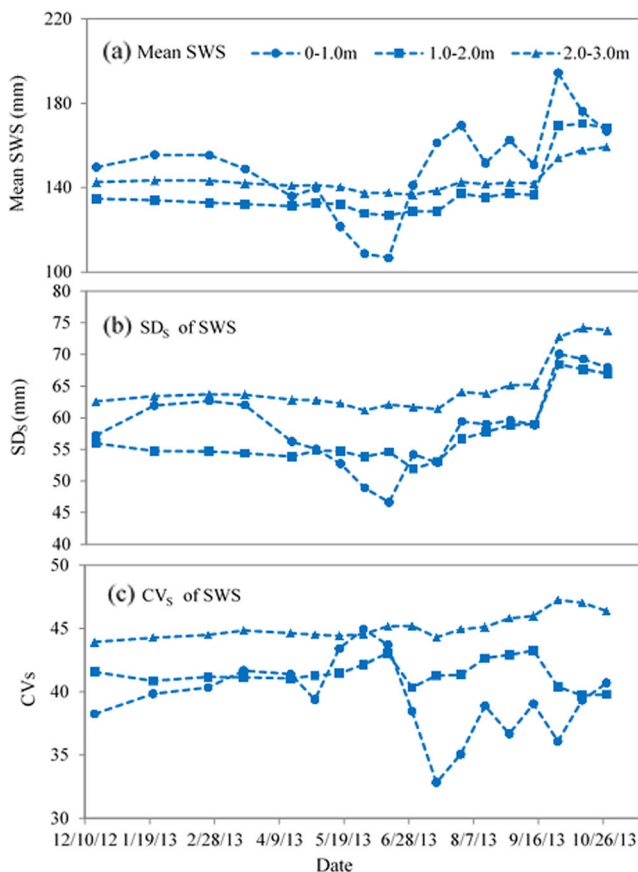 220
(a) Mean SWS 0-1.0m 1.0-2.0m 2.0-3.0m
180
140
100
Mean SWS (mm)
80
(b) SDS of SWS
75
70
65
60
55
50
45
40
SDS (mm)
50
(c) CVS of SWS
45
40
35
30
CVs
12/10/12 1/19/13 2/28/13 4/9/13 5/19/13 6/28/13 8/7/13 9/16/13 10/26/13
Date